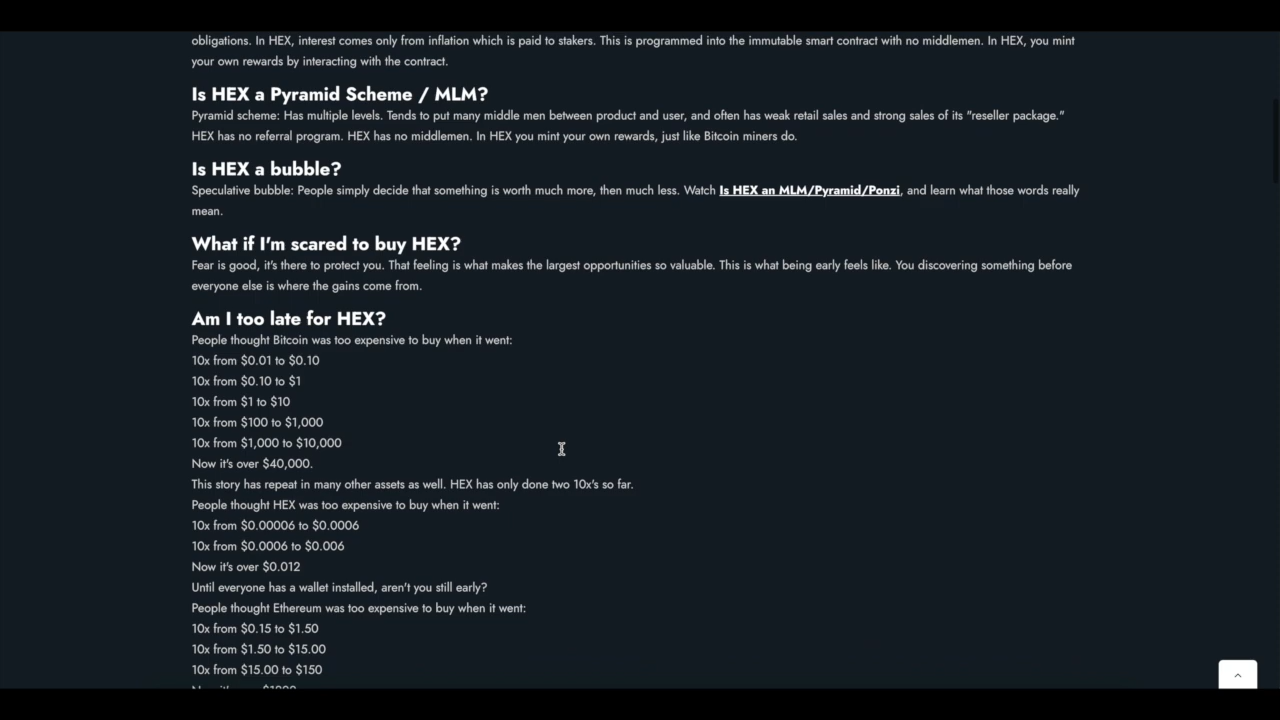 obligations. In HEX, interest comes only from inflation which is paid to stakers. This is programmed into the immutable smart contract with no middlemen. In HEX, you mint
your own rewards by interacting with the contract.
Is HEX a Pyramid Scheme / MLM?
Pyramid scheme: Has multiple levels. Tends to put many middle men between product and user, and often has weak retail sales and strong sales of its "reseller package."
HEX has no referral program. HEX has no middlemen. In HEX you mint your own rewards, just like Bitcoin miners do.
Is HEX a bubble?
Speculative bubble: People simply decide that something is worth much more, then much less. Watch Is HEX an MLM/Pyramid/Ponzi, and learn what those words really
mean.
What if I'm scared to buy HEX?
Fear is good, it's there to protect you. That feeling is what makes the largest opportunities so valuable. This is what being early feels like. You discovering something before
everyone else is where the gains come from.
Am I too late for HEX?
People thought Bitcoin was too expensive to buy when it went:
10x from $0.01 to $0.10
10x from $0.10 to $1
10x from $1 to $10
10x from $100 to $1,000
10x from $1,000 to $10,000
Now it's over $40,000.
This story has repeat in many other assets as well. HEX has only done two 10x's so far.
People thought HEX was too expensive to buy when it went:
10x from $0.00006 to $0.0006
10x from $0.0006 to $0.006
Now it's over $0.012
Until everyone has a wallet installed, aren't you still early?
People thought Ethereum was too expensive to buy when it went:
10x from $0.15 to $1.50
10x from $1.50 to $15.00
10x from $15.00 to $150